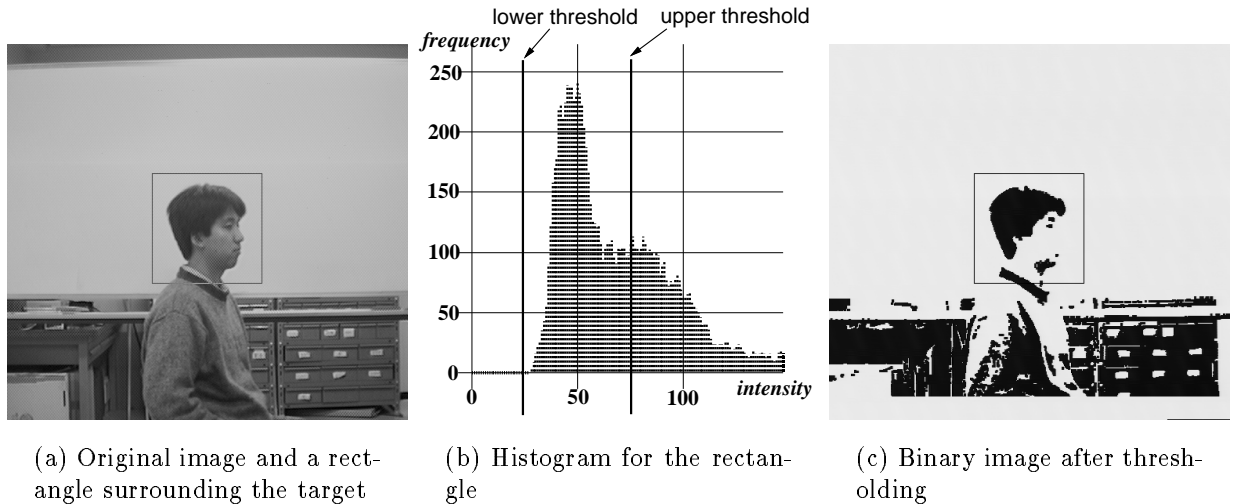 lower threshold
upper threshold
frequency
250
200
150
100
50
0
0
50
100
intensity
(a) Original image and a rect-
angle surrounding the target
(b) Histogram for the rectan-
gle
(c) Binary image after thresh-
olding